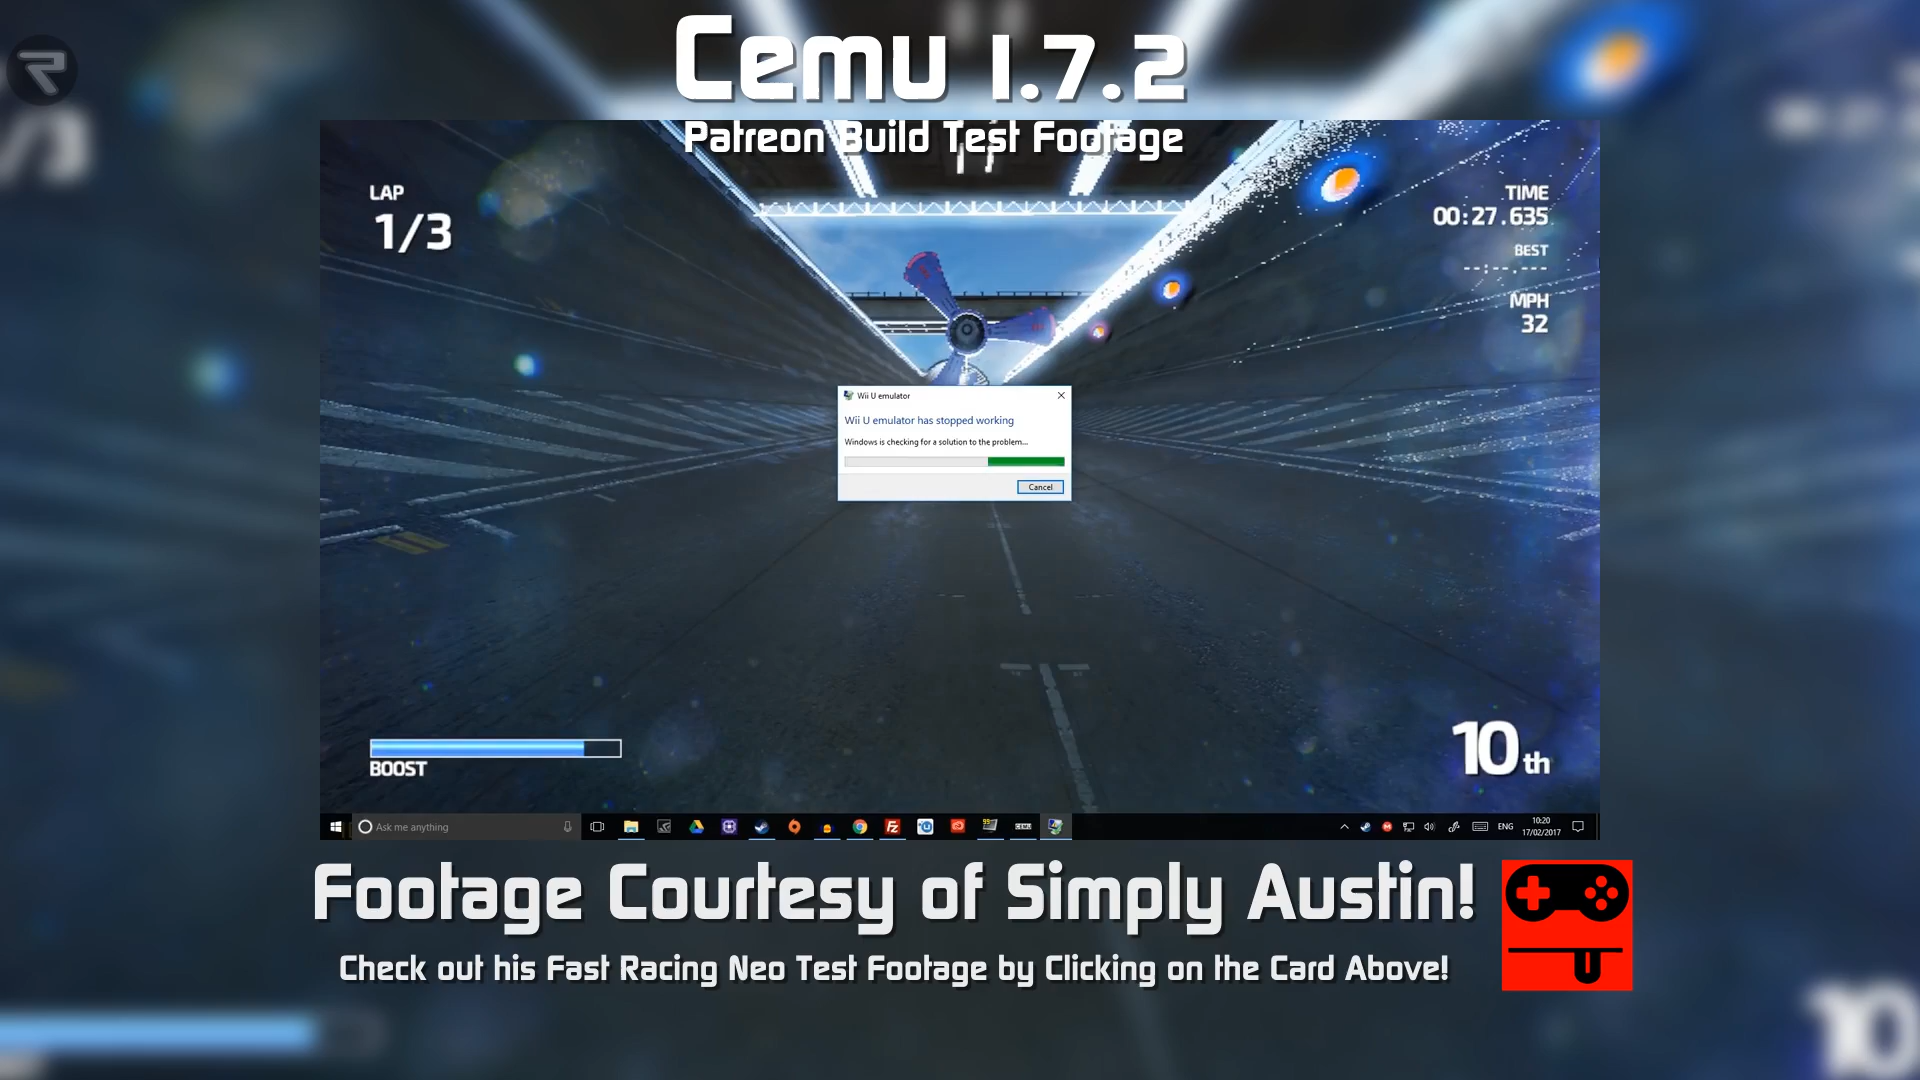 Cemu 1.7.2
Patreon Build Test Footage
LAP
1/3
TIME
00:27.635
BEST
--:--.---
MPH
32
Wii U emulator
Wii U emulator has stopped working
Windows is checking for a solution to the problem...
Cancel
BOOST
10th
Ask me anything
CEMU
ENG
10:20
17/02/2017
Footage Courtesy of Simply Austin!
Check out his Fast Racing Neo Test Footage by Clicking on the Card Above!